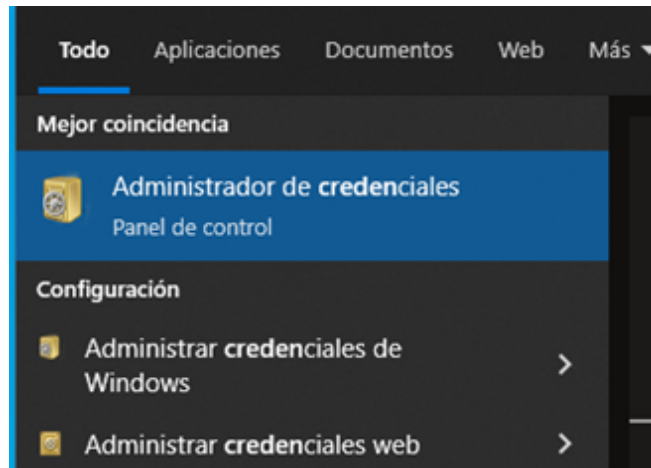 Todo Aplicaciones Documentos Web Más
Mejor coincidencia
Administrador de credenciales
Panel de control
Configuración
Administrar credenciales de
Windows
Administrar credenciales web